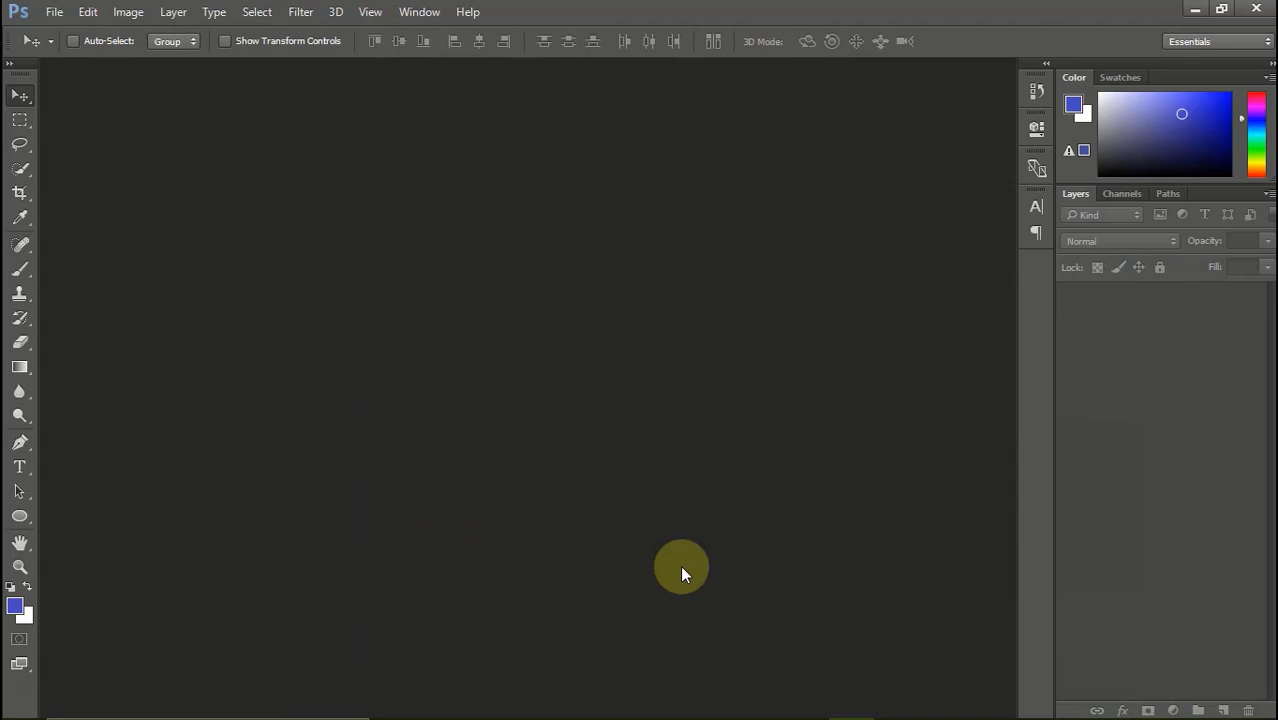 Ps File Edit Image Layer Type Select Filter 3D View Window Help
Auto-Select: Group Show Transform Controls 3D Mode: Essentials
Color Swatches
Layers Channels Paths
Kind T
Normal Opacity:
Lock: Fill:
A
T
fx